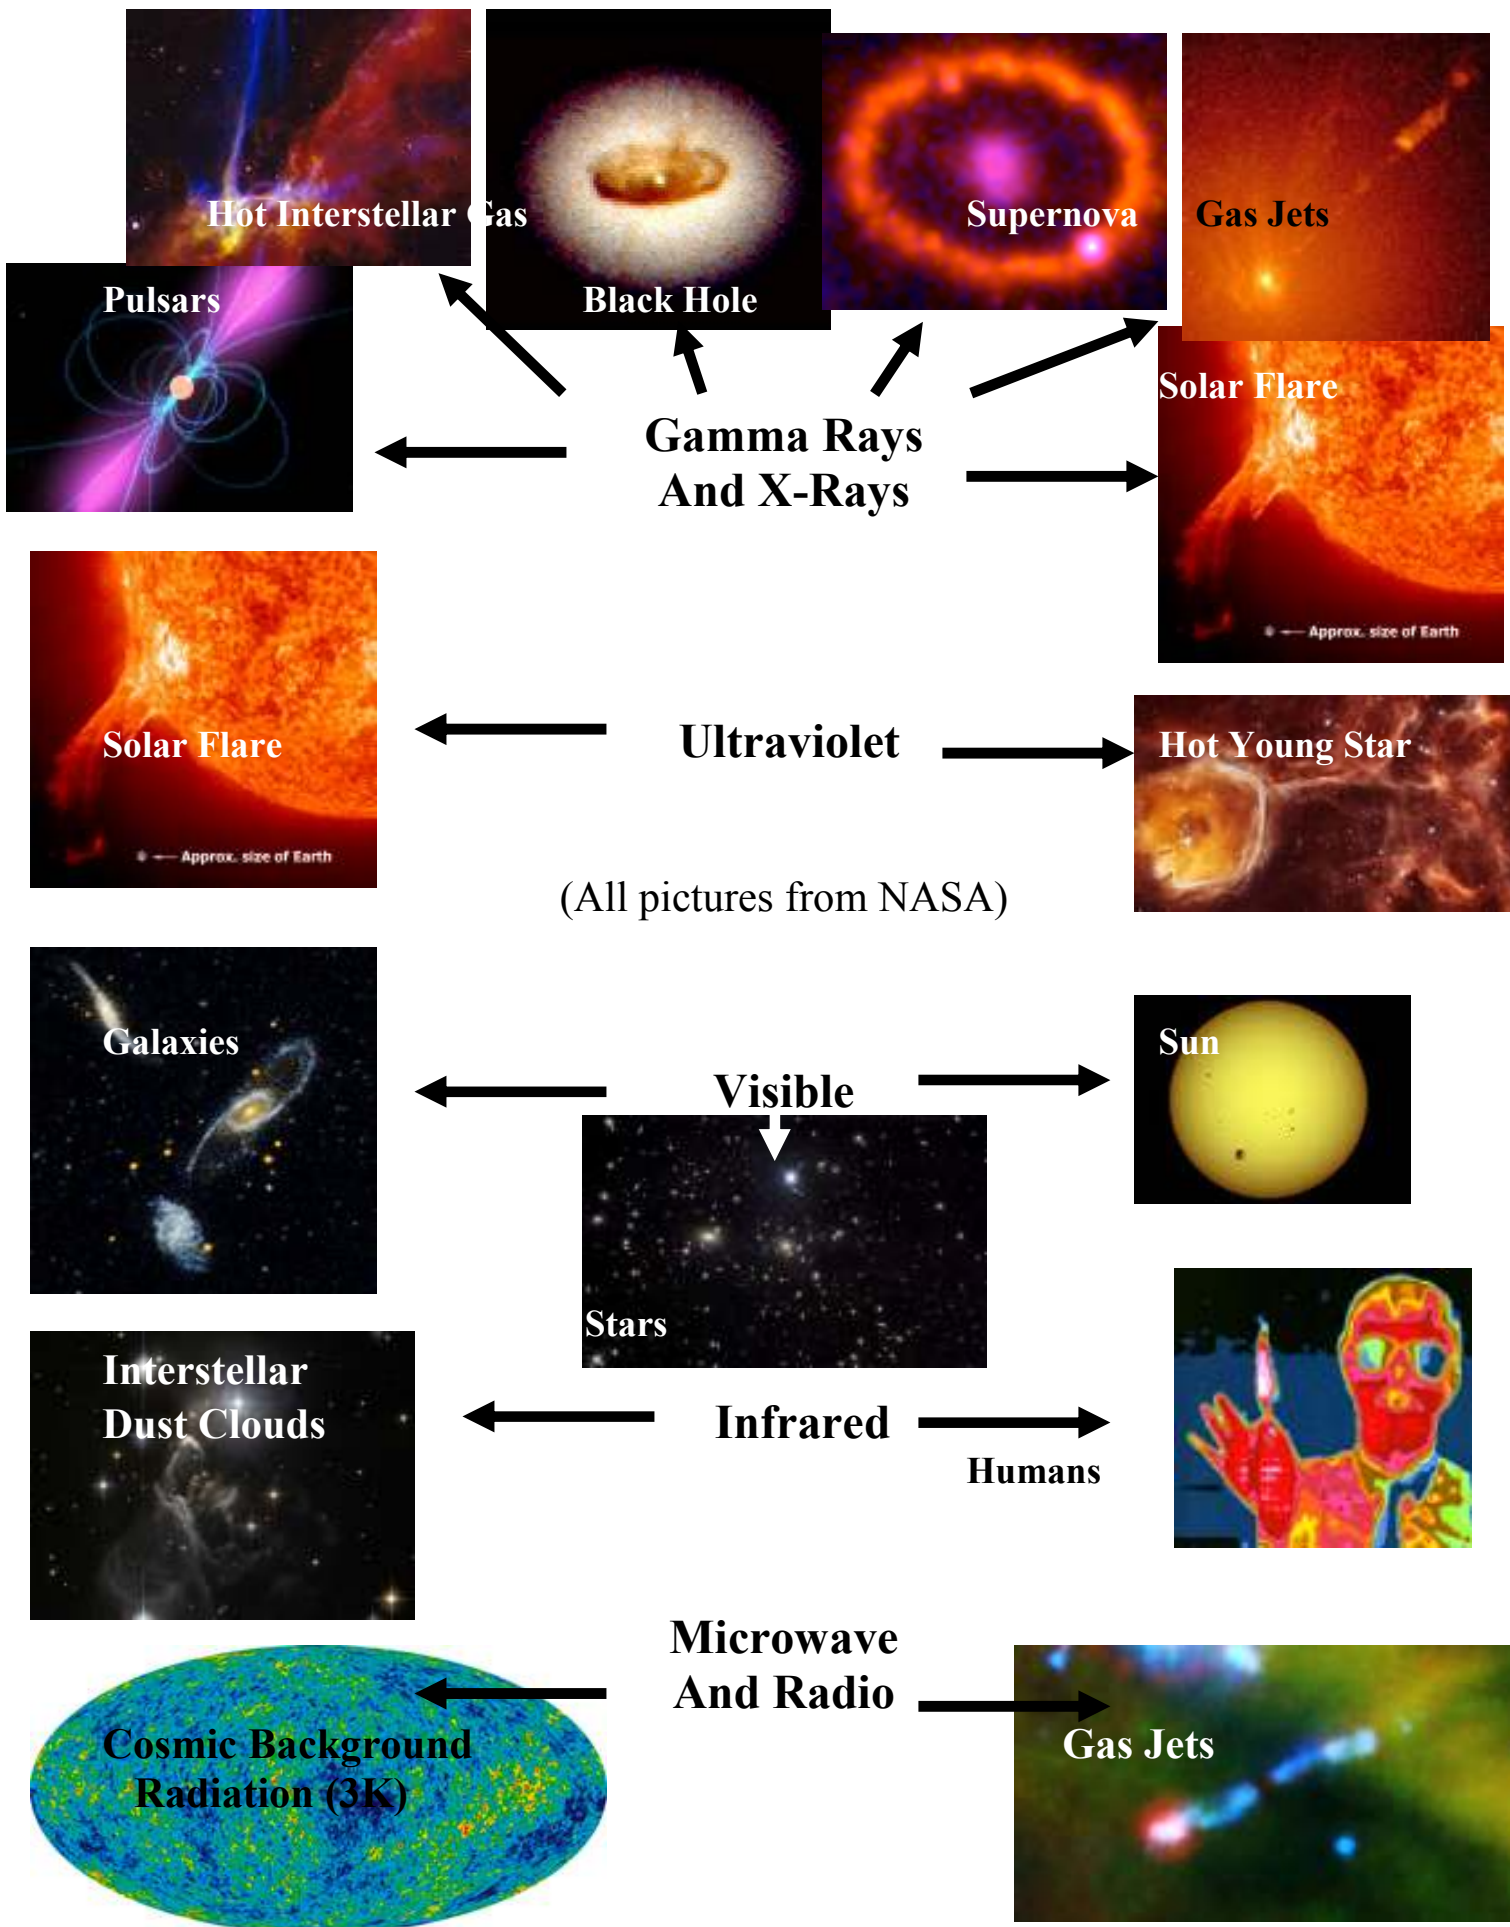 Hot Interstellar Gas
Supernova
Gas Jets
Pulsars
Black Hole
Solar Flare
Gamma Rays
And X-Rays
Approx. size of Earth
Solar Flare
Ultraviolet
Hot Young Star
Approx. size of Earth
(All pictures from NASA)
Galaxies
Sun
Visible
Stars
Interstellar
Dust Clouds
Infrared
Humans
Microwave
And Radio
Cosmic Background
Radiation (3K)
Gas Jets